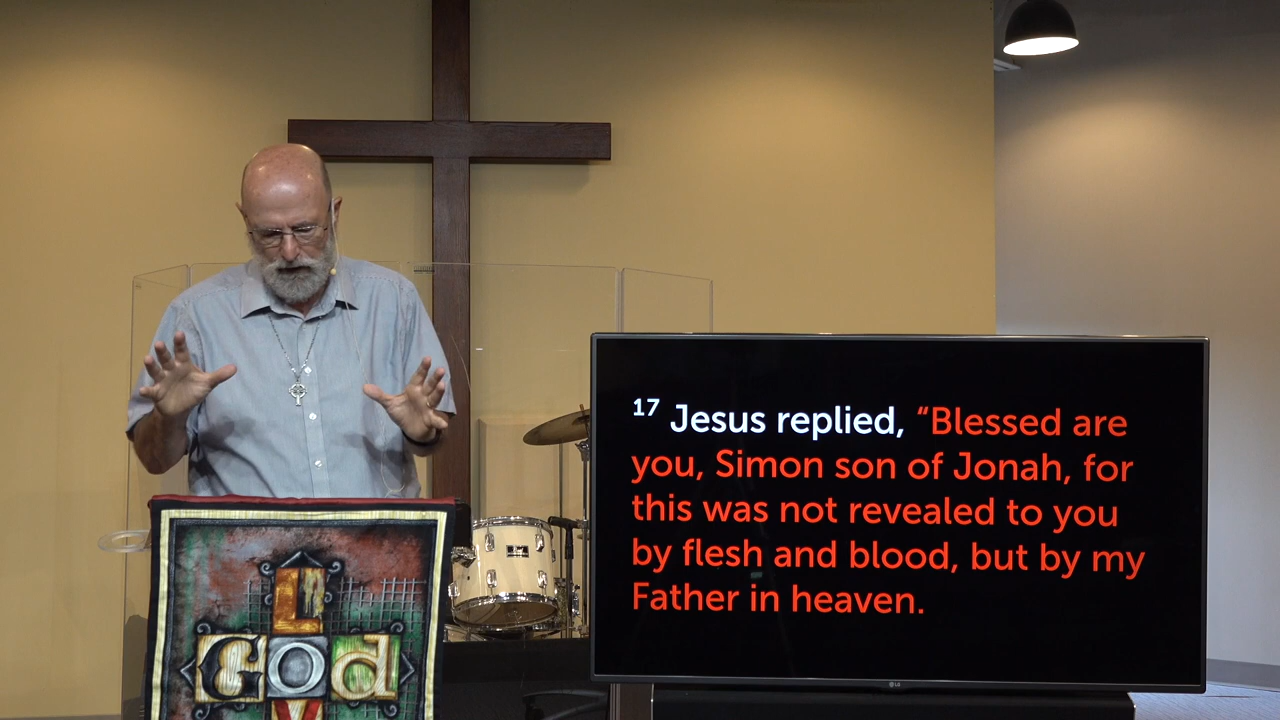 17 Jesus replied, “Blessed are
you, Simon son of Jonah, for
this was not revealed to you
by flesh and blood, but by my
Father in heaven.
LG
L
GOd
V